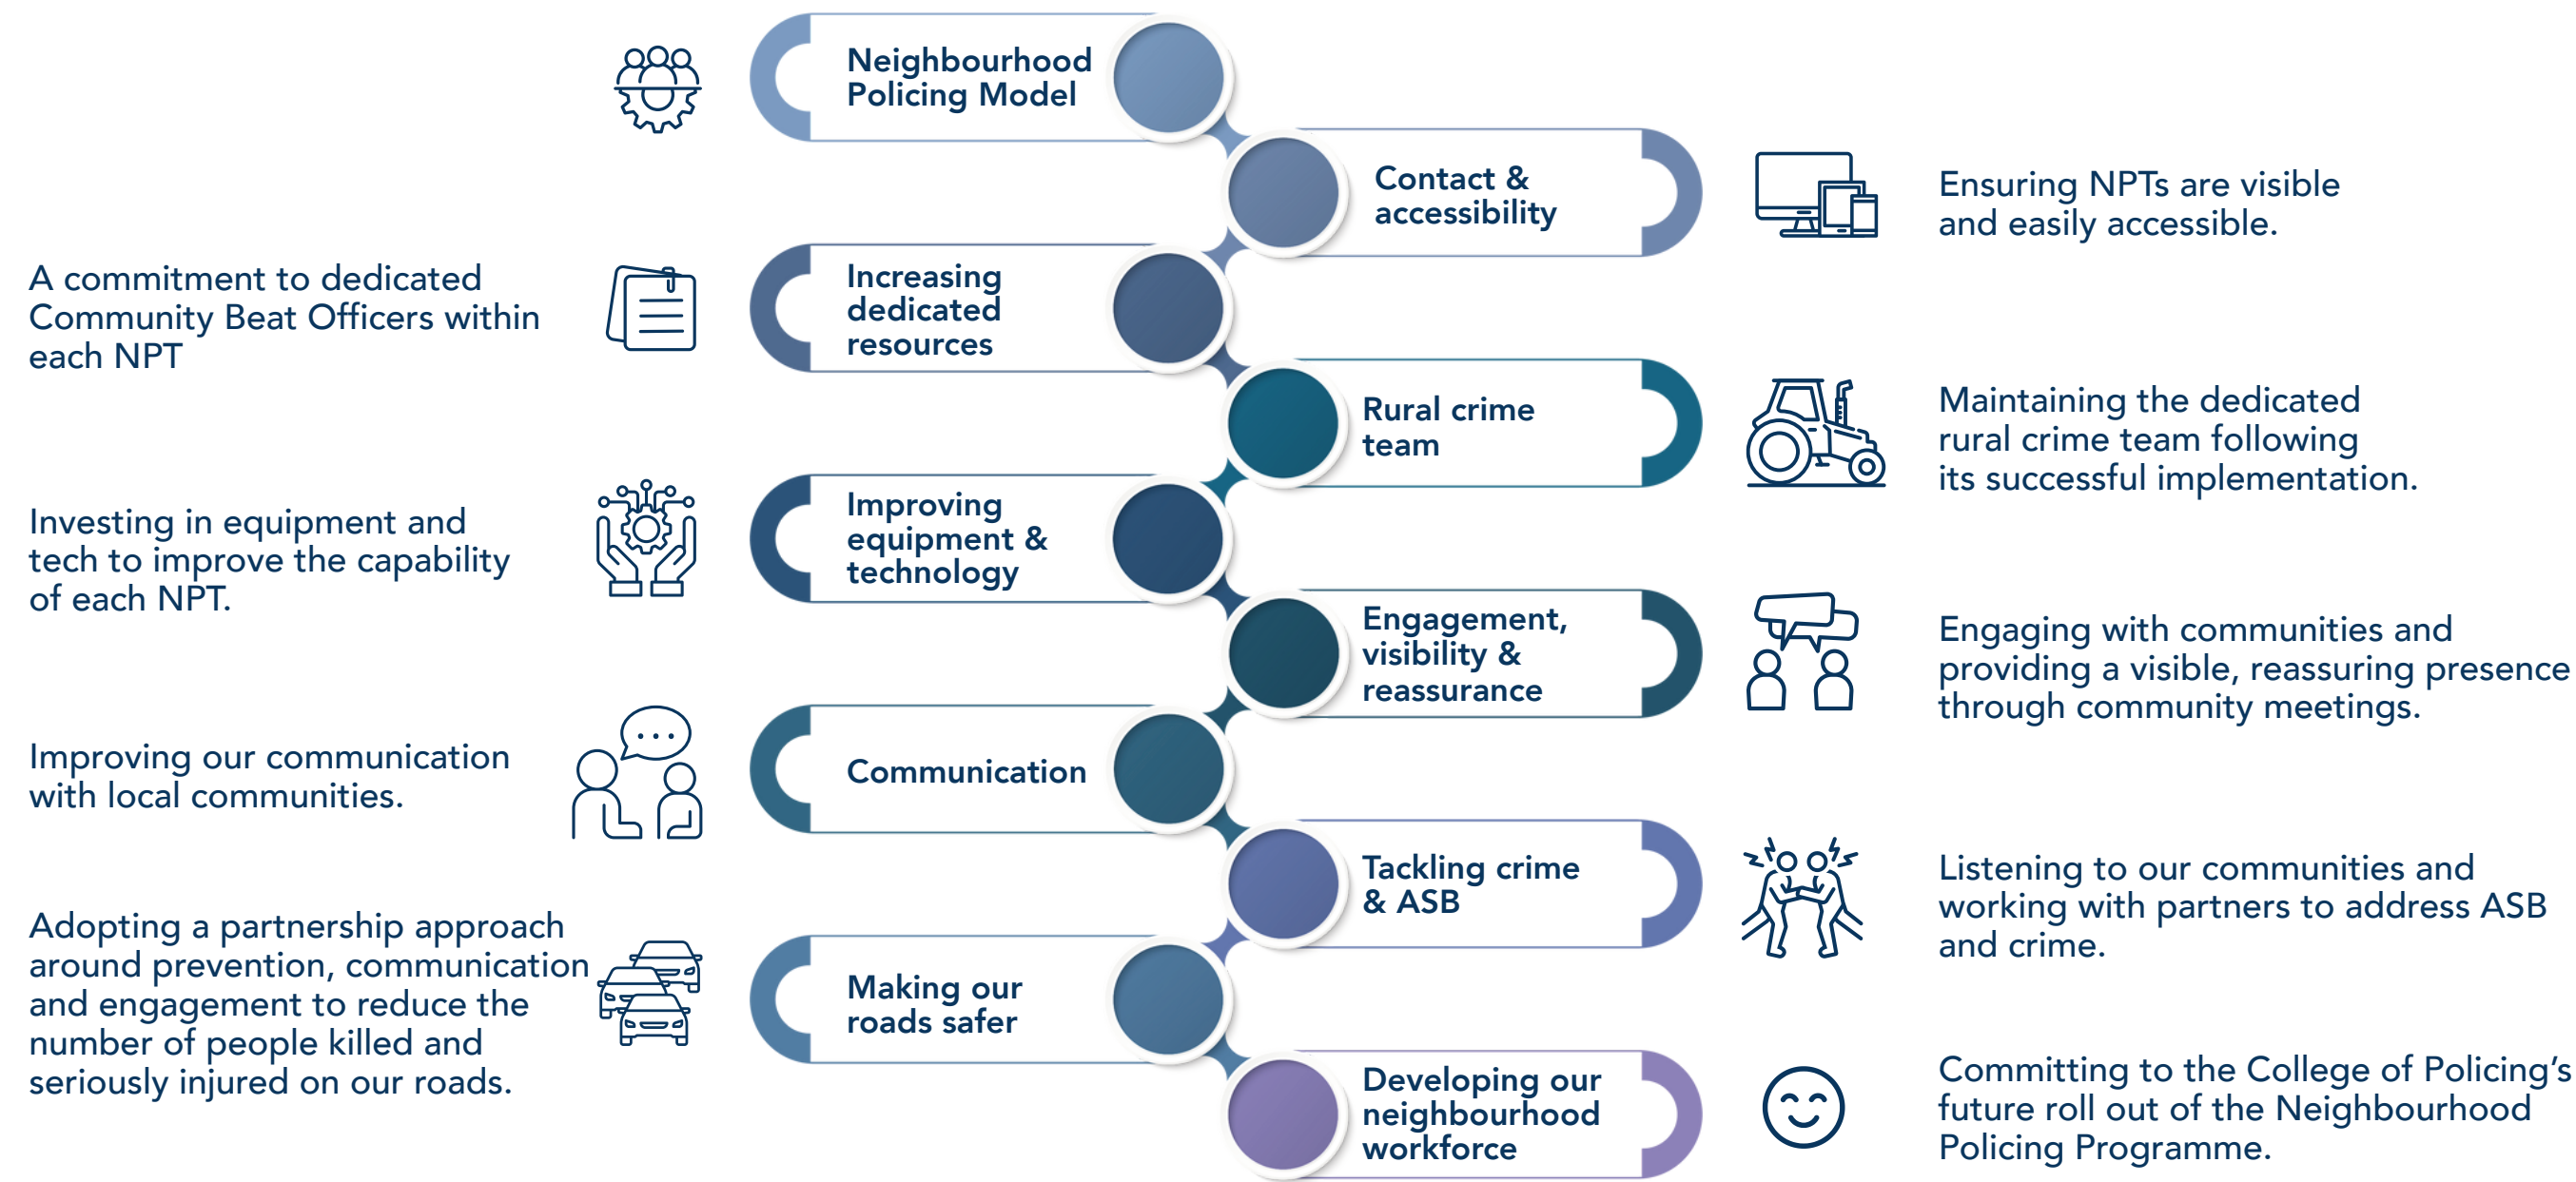 Neighbourhood
Policing Model
Contact &
accessibility
Ensuring NPTs are visible
and easily accessible.
A commitment to dedicated
Community Beat Officers within
each NPT
Increasing
dedicated
resources
Rural crime
team
Maintaining the dedicated
rural crime team following
its successful implementation.
Investing in equipment and
tech to improve the capability
of each NPT.
Improving
equipment &
technology
Engagement,
visibility &
reassurance
Engaging with communities and
providing a visible, reassuring presence
through community meetings.
Improving our communication
with local communities.
Communication
Tackling crime
& ASB
Listening to our communities and
working with partners to address ASB
and crime.
Adopting a partnership approach
around prevention, communication
and engagement to reduce the
number of people killed and
seriously injured on our roads.
Making our
roads safer
Developing our
neighbourhood
workforce
Committing to the College of Policing’s
future roll out of the Neighbourhood
Policing Programme.